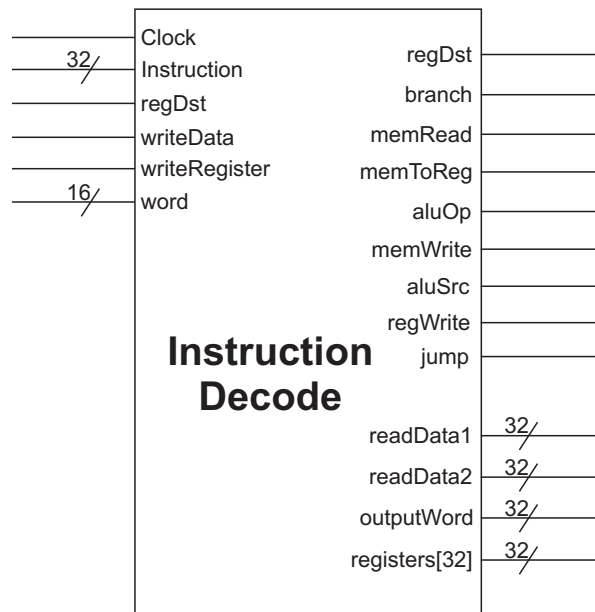 Clock
32
Instruction
regDst
writeData
writeRegister
16
word
regDst
branch
memRead
memToReg
aluOp
memWrite
aluSrc
regWrite
jump
Instruction
Decode
readData1
32
readData2
32
outputWord
32
registers[32]
32